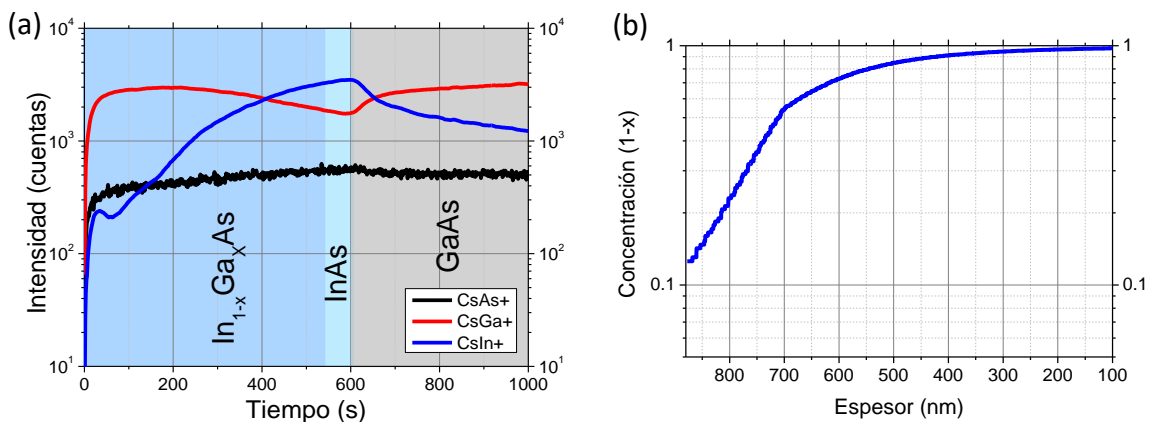 (a)
Intensidad (cuentas)
10⁴
10³
10²
10¹
In₁₋ₓGaₓAs
InAs
GaAs
CsAs+
CsGa+
CsIn+
10⁴
10³
10²
10¹
0 200 400 600 800 1000
Tiempo (s)
(b)
Concentración (1-x)
1
0.1
1
0.1
800 700 600 500 400 300 200 100
Espesor (nm)